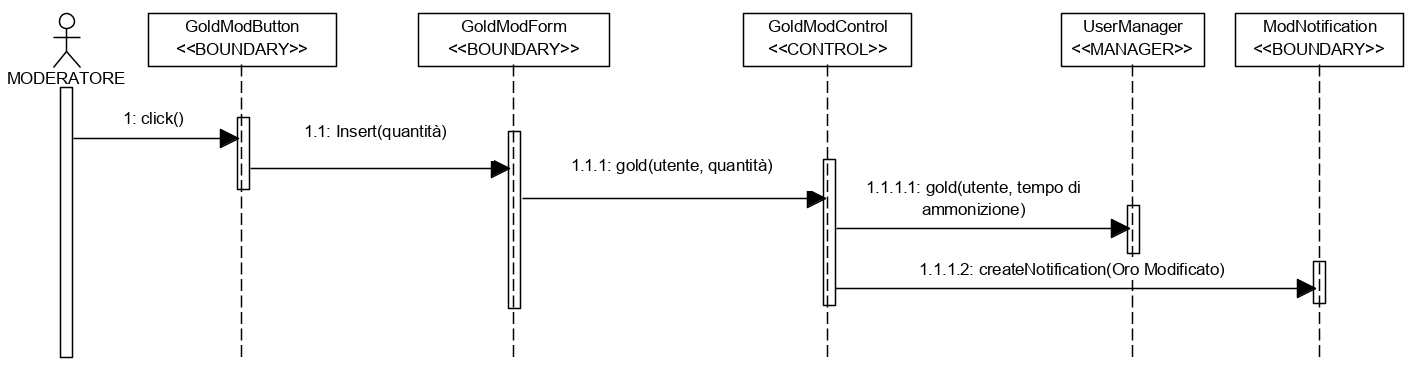 GoldModButton
<<BOUNDARY>>
GoldModForm
<<BOUNDARY>>
GoldModControl
<<CONTROL>>
UserManager
<<MANAGER>>
ModNotification
<<BOUNDARY>>
MODERATORE
1: click()
1.1: Insert(quantità)
1.1.1: gold(utente, quantità)
1.1.1.1: gold(utente, tempo di
ammonizione)
1.1.1.2: createNotification(Oro Modificato)